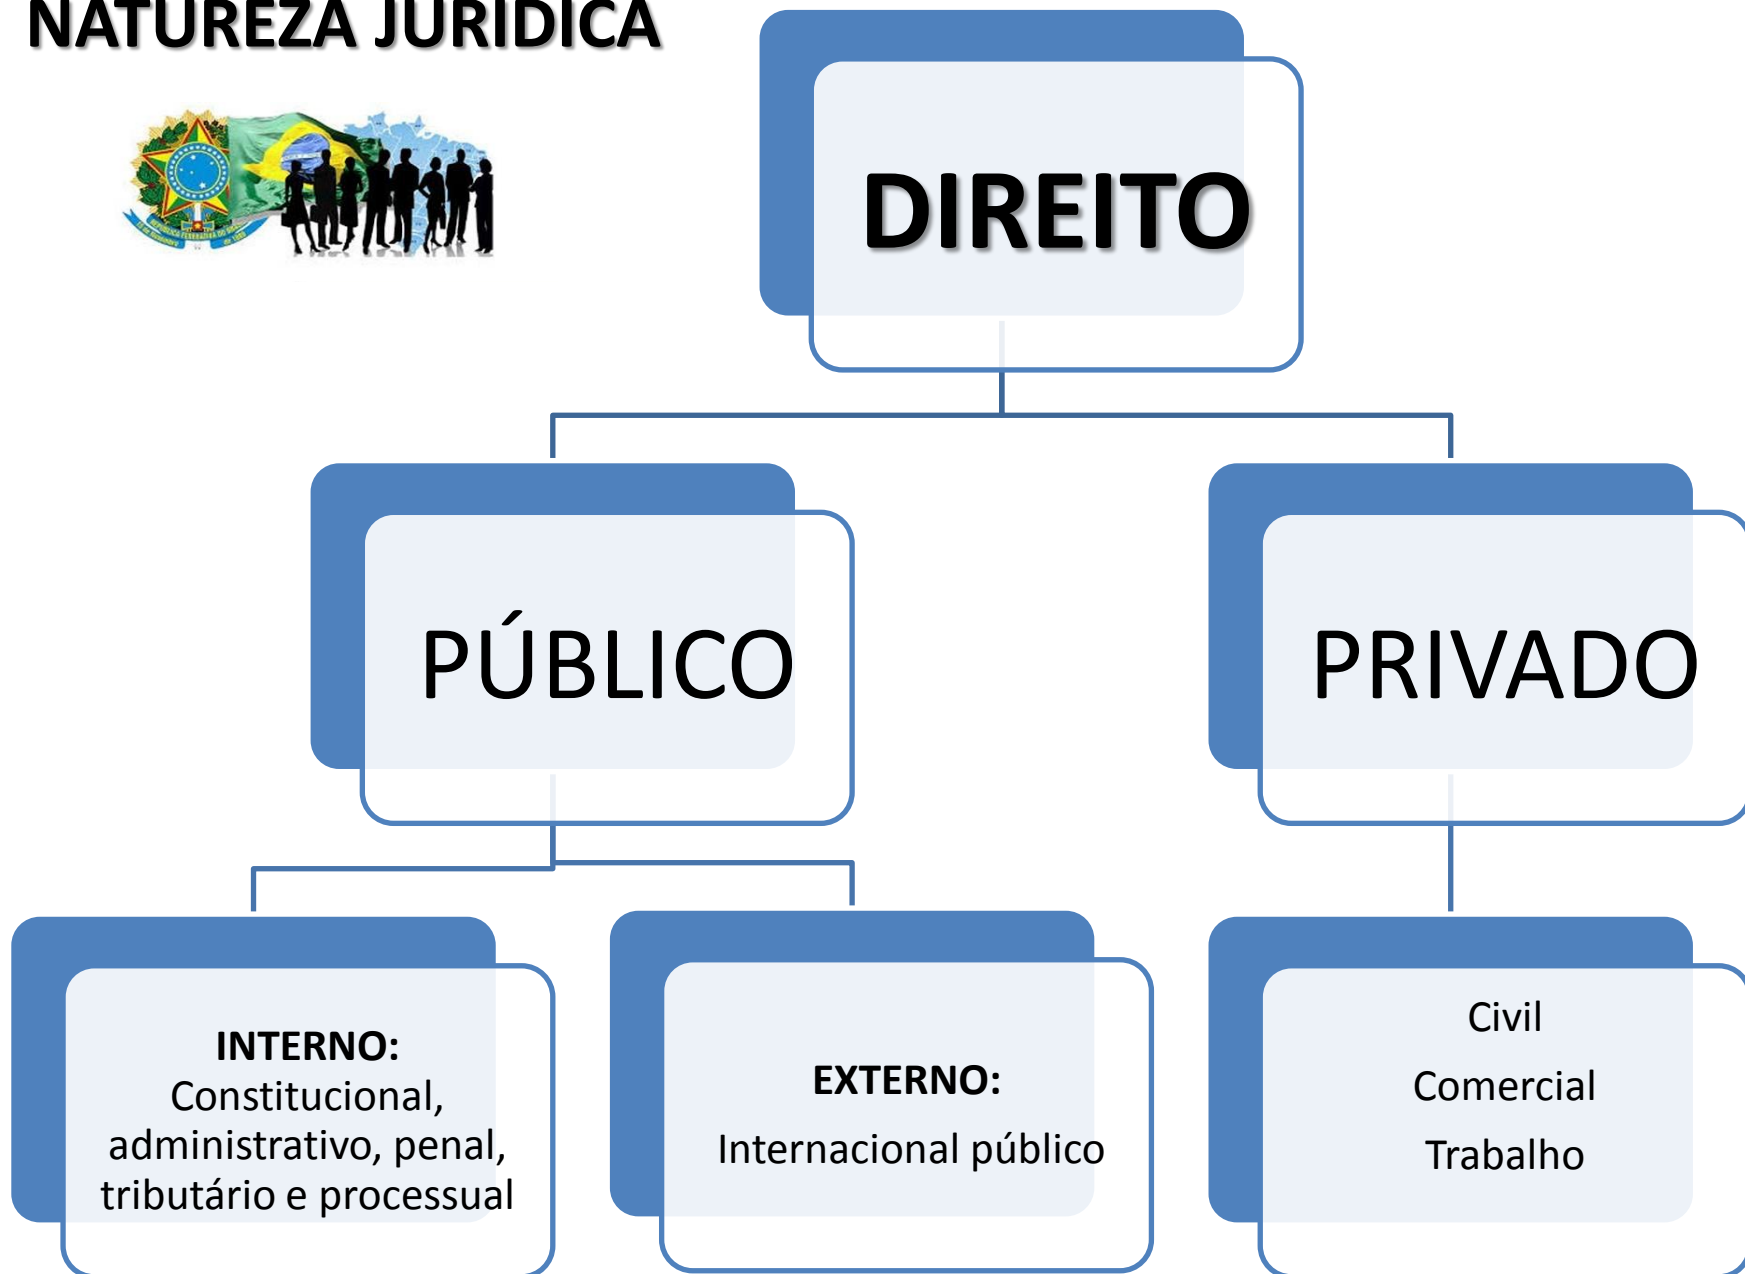 NATUREZA JURÍDICA
DIREITO
PÚBLICO
PRIVADO
INTERNO:
Constitucional,
administrativo, penal,
tributário e processual
EXTERNO:
Internacional público
Civil
Comercial
Trabalho